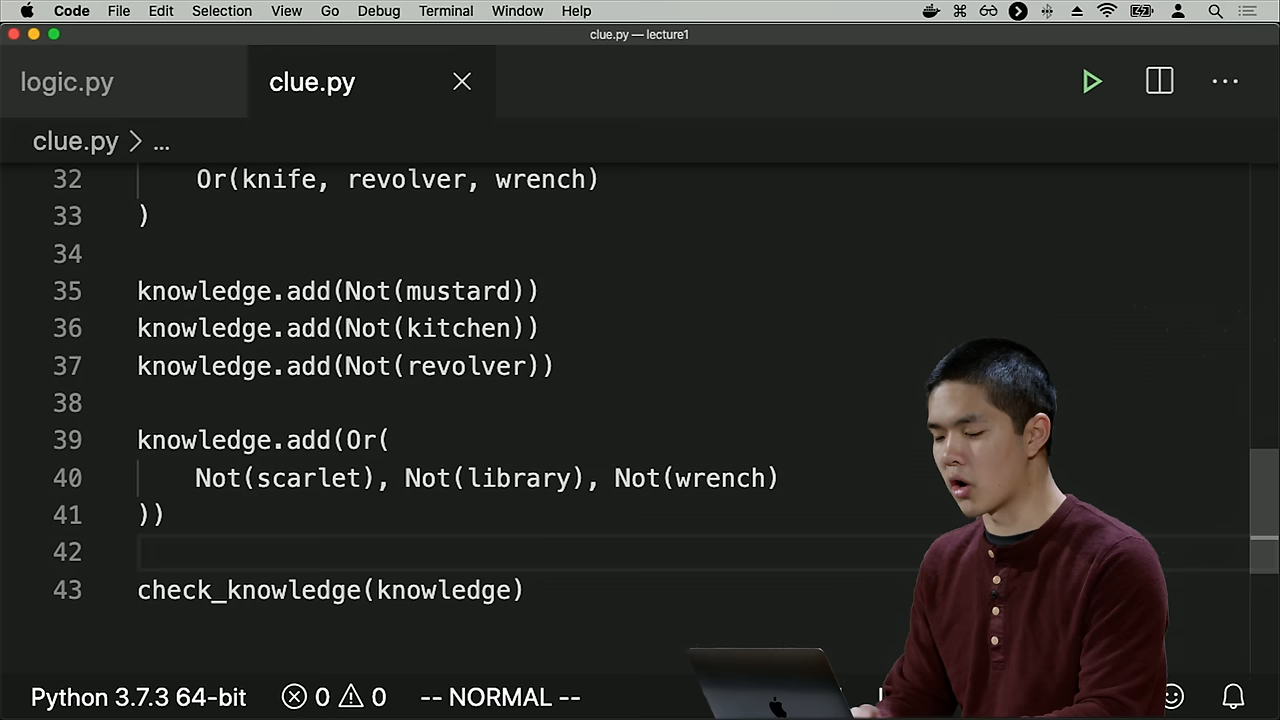 Code File Edit Selection View Go Debug Terminal Window Help
clue.py — lecture1
logic.py clue.py
clue.py > ...
32 Or(knife, revolver, wrench)
33 )
34
35 knowledge.add(Not(mustard))
36 knowledge.add(Not(kitchen))
37 knowledge.add(Not(revolver))
38
39 knowledge.add(Or(
40 Not(scarlet), Not(library), Not(wrench)
41 ))
42
43 check_knowledge(knowledge)
Python 3.7.3 64-bit 0 0 -- NORMAL --